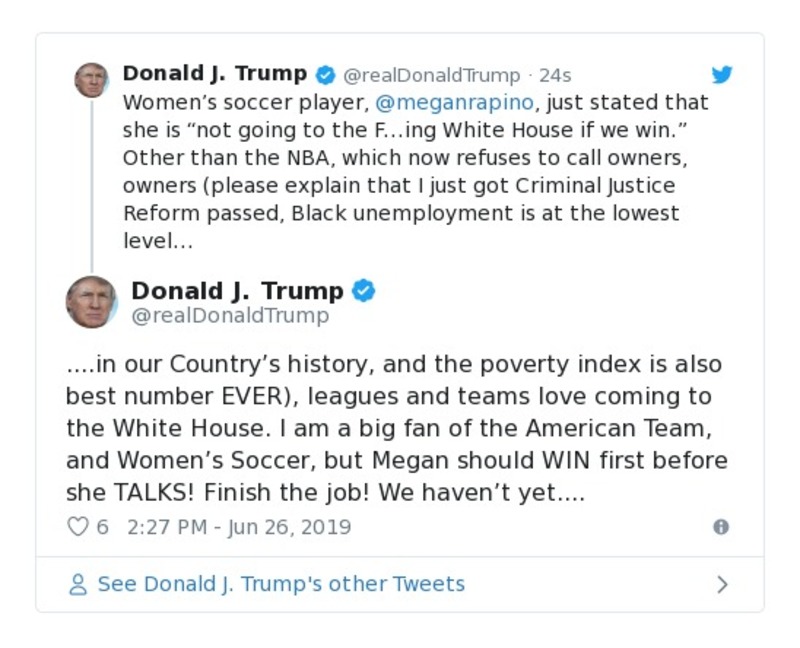 Donald J. Trump @realDonaldTrump · 24s
Women’s soccer player, @meganrapino, just stated that
she is “not going to the F...ing White House if we win.”
Other than the NBA, which now refuses to call owners,
owners (please explain that I just got Criminal Justice
Reform passed, Black unemployment is at the lowest
level...
Donald J. Trump
@realDonaldTrump
....in our Country’s history, and the poverty index is also
best number EVER), leagues and teams love coming to
the White House. I am a big fan of the American Team,
and Women’s Soccer, but Megan should WIN first before
she TALKS! Finish the job! We haven’t yet....
6 2:27 PM - Jun 26, 2019
See Donald J. Trump's other Tweets